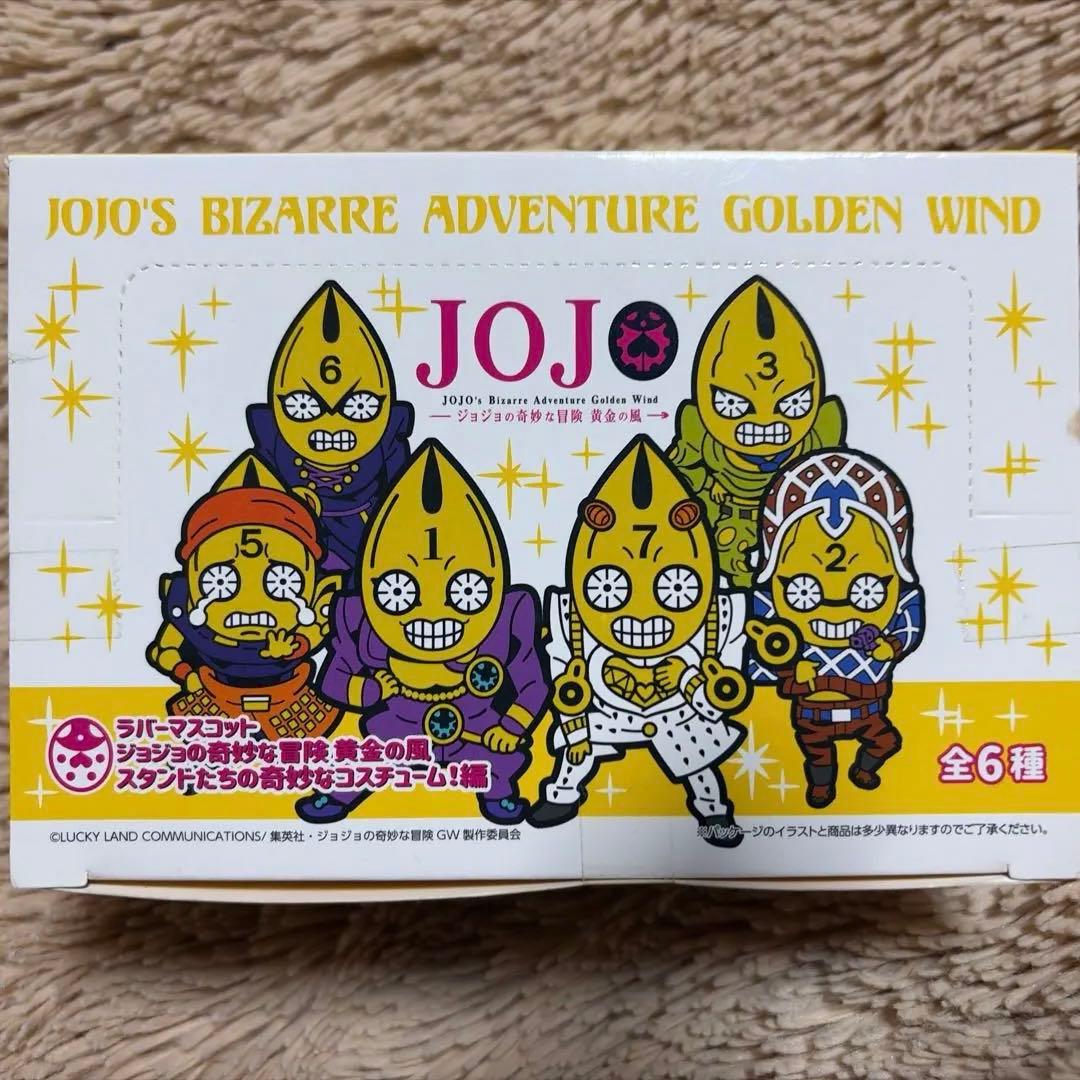 JOJO'S BIZARRE ADVENTURE GOLDEN WIND
JOJO
JOJO's Bizarre Adventure Golden Wind
ジョジョの奇妙な冒険 黄金の風
6
3
5
1
7
2
ラバーマスコット
ジョジョの奇妙な冒険 黄金の風
スタンドたちの奇妙なコスチューム!編
全6種
©LUCKY LAND COMMUNICATIONS/ 集英社・ジョジョの奇妙な冒険 GW 製作委員会
※パッケージのイラストと商品は多少異なりますのでご了承ください。